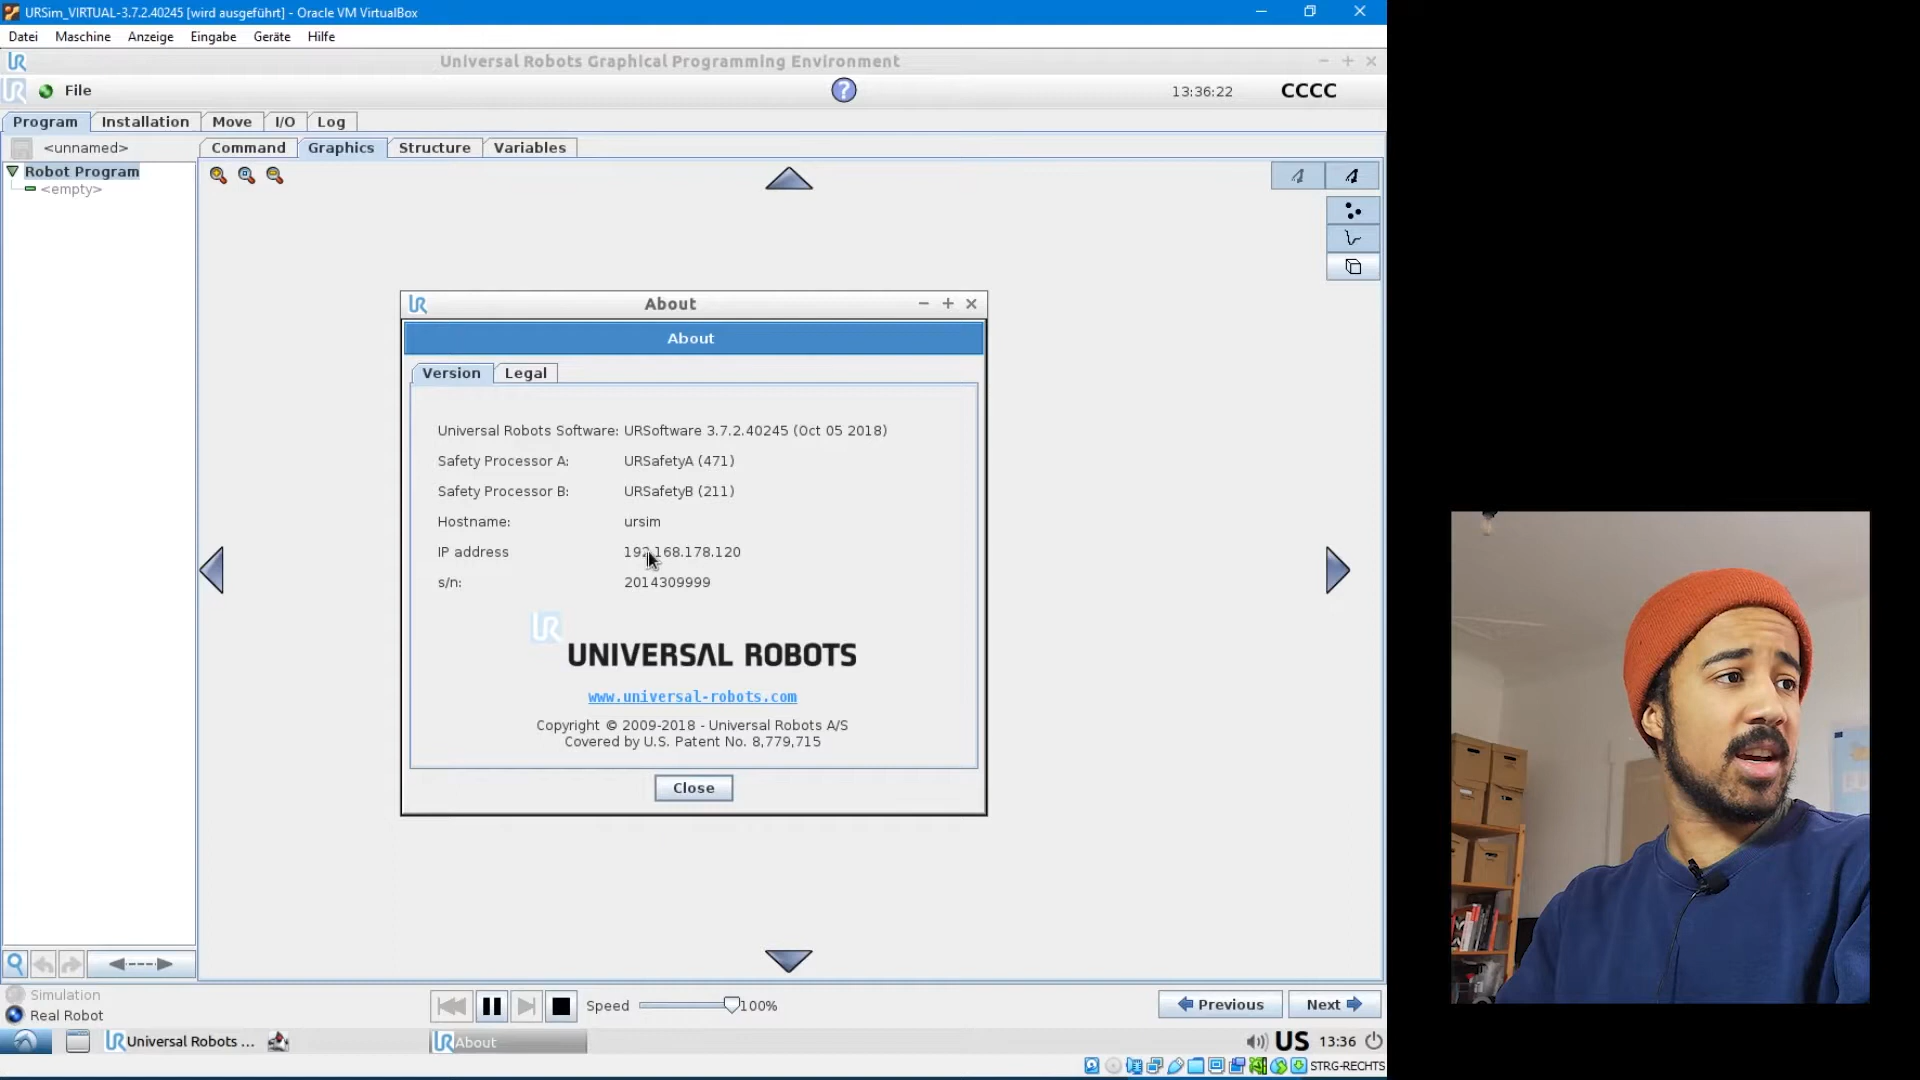 URSim_VIRTUAL-3.7.2.40245 [wird ausgeführt] - Oracle VM VirtualBox
Datei Maschine Anzeige Eingabe Geräte Hilfe
Universal Robots Graphical Programming Environment
File 13:36:22 CCCC
Program Installation Move I/O Log
<unnamed> Command Graphics Structure Variables
Robot Program
<empty>
About
About
Version Legal
Universal Robots Software: URSoftware 3.7.2.40245 (Oct 05 2018)
Safety Processor A: URSafetyA (471)
Safety Processor B: URSafetyB (211)
Hostname: ursim
IP address 192.168.178.120
s/n: 2014309999
UR
UNIVERSAL ROBOTS
www.universal-robots.com
Copyright © 2009-2018 - Universal Robots A/S
Covered by U.S. Patent No. 8,779,715
Close
Simulation
Real Robot
Speed 100% Previous Next
Universal Robots ... About US 13:36
STRG-RECHTS